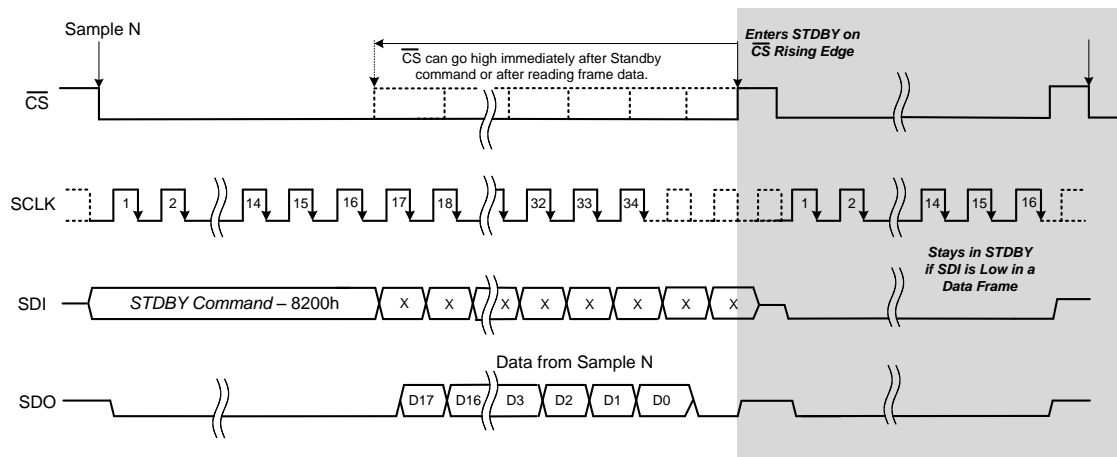 Sample N
Enters STDBY on
CS Rising Edge
CS can go high immediately after Standby
command or after reading frame data.
CS
SCLK
1
2
14
15
16
17
18
32
33
34
1
2
14
15
16
Stays in STDBY
if SDI is Low in a
Data Frame
SDI
STDBY Command – 8200h
X
X
X
X
X
X
X
X
Data from Sample N
SDO
D17
D16
D3
D2
D1
D0